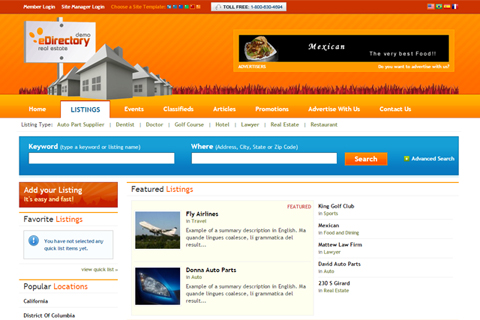 Member Login Site Manager Login Choose a Site Template:
TOLL FREE: 1-800-630-4694
demo
eDirectory
real estate
Mexican
The very best Food!!
ADVERTISERS Do you want to advertise with us?
Home LISTINGS Events Classifieds Articles Promotions Advertise With Us Contact Us
Listing Type: Auto Part Supplier | Dentist | Doctor | Golf Course | Hotel | Lawyer | Real Estate | Restaurant
Keyword (type a keyword or listing name) Where (Address, City, State or Zip Code)
Search Advanced Search
Add your Listing
It's easy and fast!
Favorite Listings
You have not selected any
quick list items yet.
view quick list »
Popular Locations
California
District Of Columbia
Featured Listings
FEATURED
Fly Airlines
in Travel
Example of a summary description in English. Ma
quande lingues coalesce, li grammatica del
result...
Donna Auto Parts
in Auto
Example of a summary description in English. Ma
quande lingues coalesce, li grammatica del
result...
King Golf Club
in Sports
Mexican
in Food and Dining
Mattew Law Firm
in Lawyer
David Auto Parts
in Auto
230 S Girard
in Real Estate